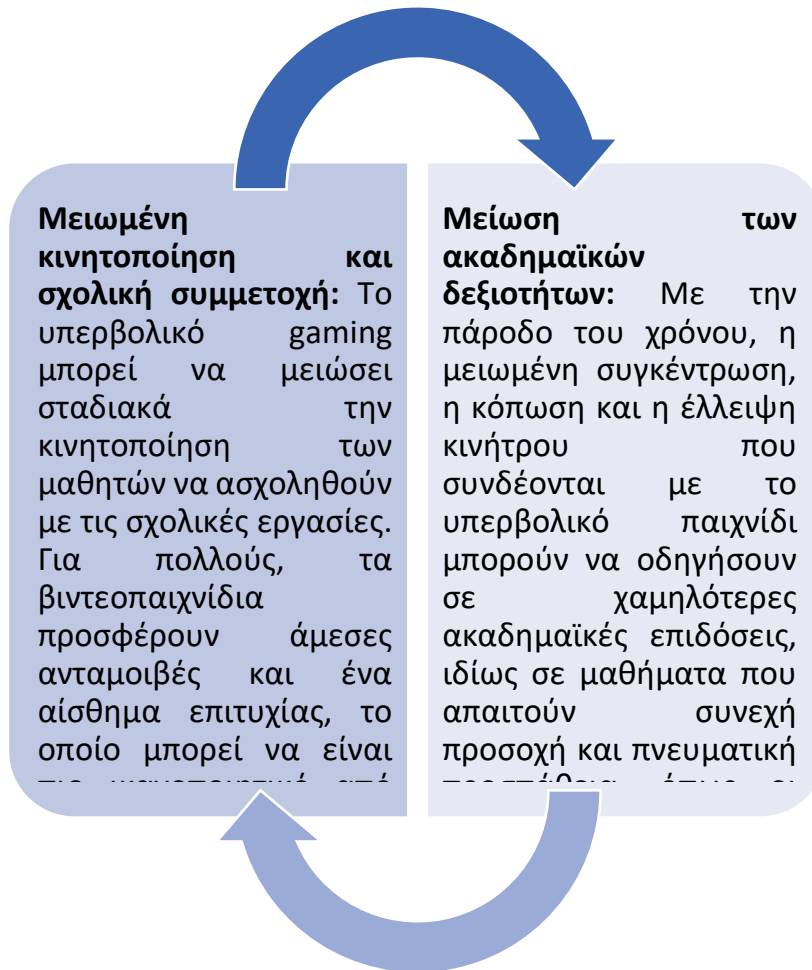 Μειωμένη
κινητοποίηση και
σχολική συμμετοχή: Το
υπερβολικό gaming
μπορεί να μειώσει
σταδιακά την
κινητοποίηση των
μαθητών να ασχοληθούν
με τις σχολικές εργασίες.
Για πολλούς, τα
βιντεοπαιχνίδια
προσφέρουν άμεσες
ανταμοιβές και ένα
αίσθημα επιτυχίας, το
οποίο μπορεί να είναι
Μείωση των
ακαδημαϊκών
δεξιοτήτων: Με την
πάροδο του χρόνου, η
μειωμένη συγκέντρωση,
η κόπωση και η έλλειψη
κινήτρου που
συνδέονται με το
υπερβολικό παιχνίδι
μπορούν να οδηγήσουν
σε χαμηλότερες
ακαδημαϊκές επιδόσεις,
ιδίως σε μαθήματα που
απαιτούν συνεχή
προσοχή και πνευματική